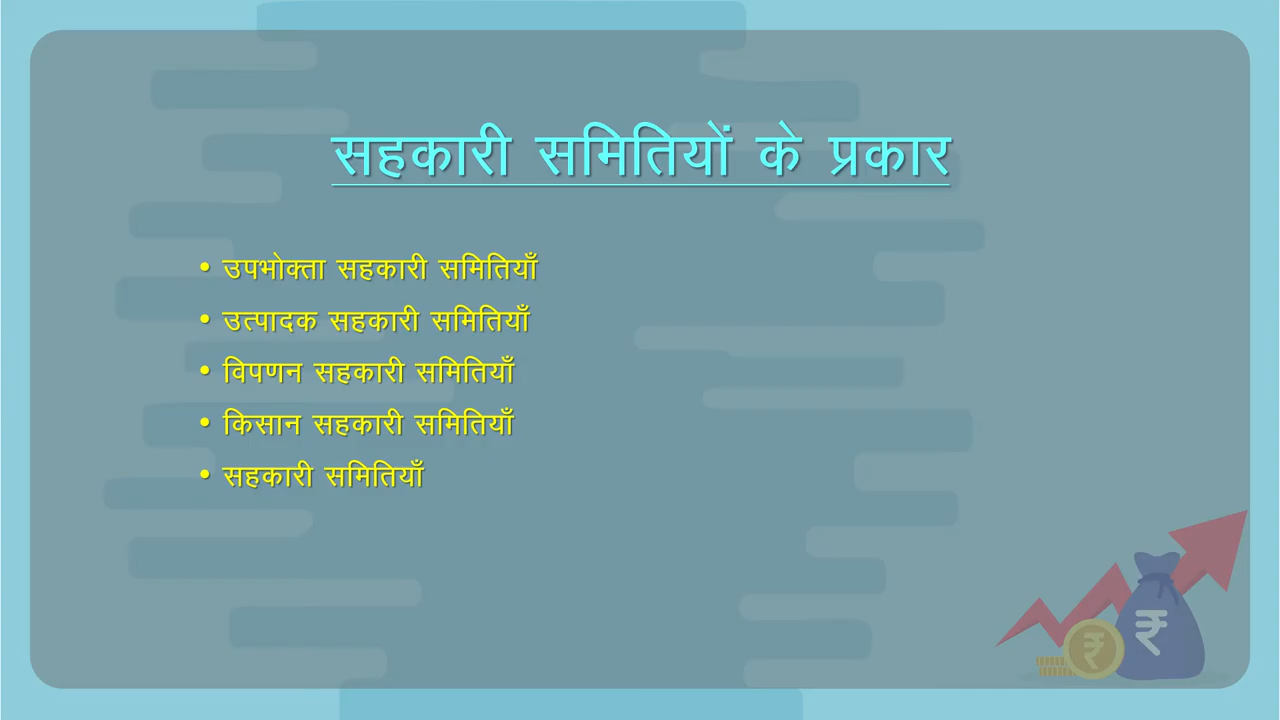 सहकारी समितियों के प्रकार
• उपभोक्ता सहकारी समितियाँ
• उत्पादक सहकारी समितियाँ
• विपणन सहकारी समितियाँ
• किसान सहकारी समितियाँ
• सहकारी समितियाँ
₹
₹